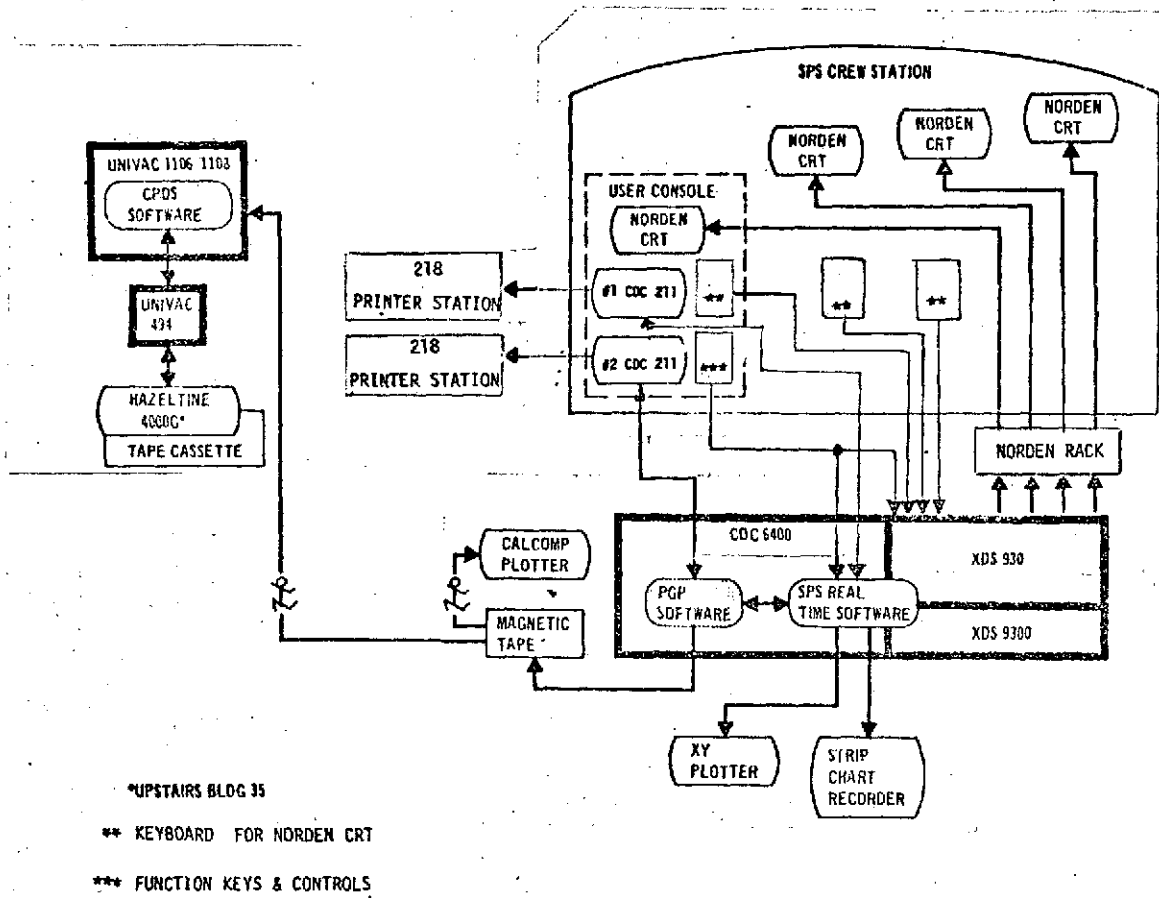 SPS CREW STATION
NORDEN
CRT
NORDEN
CRT
NORDEN
CRT
UNIVAC 1106 1108
CPDS
SOFTWARE
USER CONSOLE
NORDEN
CRT
218
PRINTER STATION
#1 CDC 211
**
**
**
UNIVAC
494
218
PRINTER STATION
#2 CDC 211
***
HAZELTINE
4000G*
TAPE CASSETTE
NORDEN RACK
CDC 6400
XDS 930
CALCOMP
PLOTTER
PGP
SOFTWARE
SPS REAL
TIME SOFTWARE
MAGNETIC
TAPE
XDS 9300
XY
PLOTTER
STRIP
CHART
RECORDER
*UPSTAIRS BLDG 35
** KEYBOARD FOR NORDEN CRT
*** FUNCTION KEYS & CONTROLS